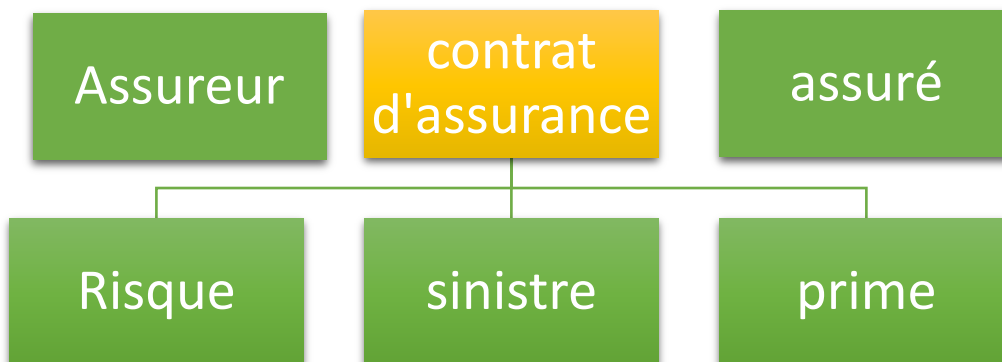 Assureur
contrat
d'assurance
assuré
Risque
sinistre
prime